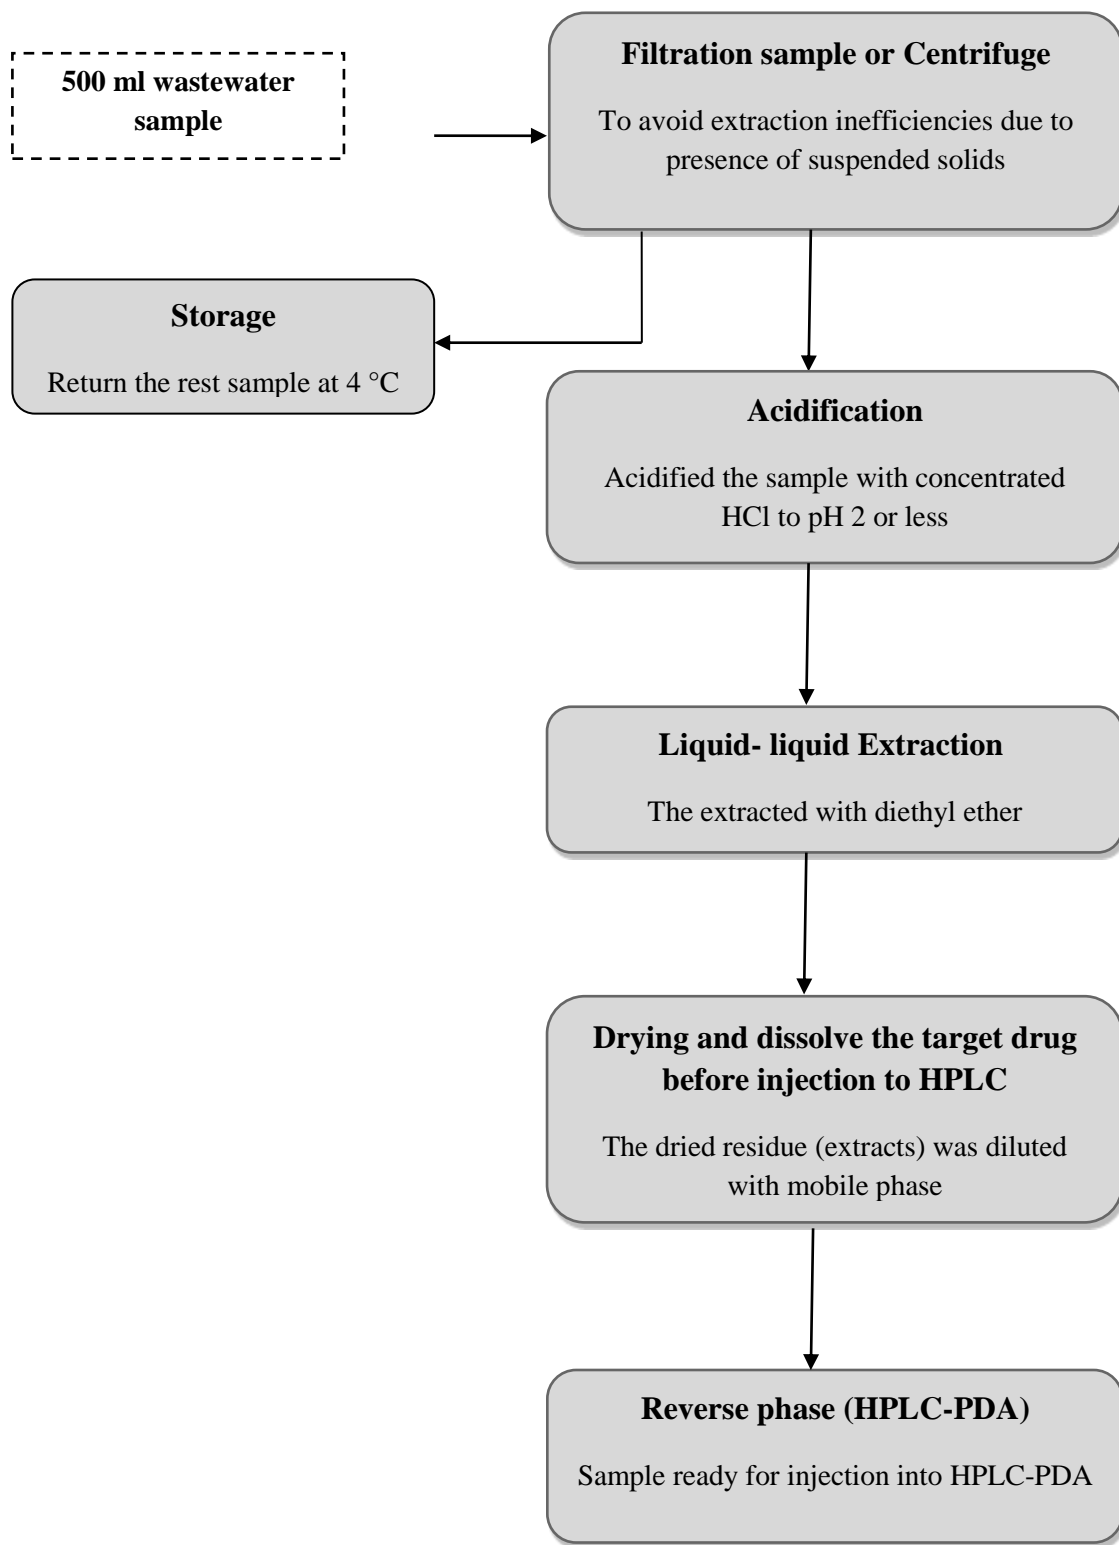 500 ml wastewater
sample
Filtration sample or Centrifuge
To avoid extraction inefficiencies due to
presence of suspended solids
Storage
Return the rest sample at 4 °C
Acidification
Acidified the sample with concentrated
HCl to pH 2 or less
Liquid- liquid Extraction
The extracted with diethyl ether
Drying and dissolve the target drug
before injection to HPLC
The dried residue (extracts) was diluted
with mobile phase
Reverse phase (HPLC-PDA)
Sample ready for injection into HPLC-PDA